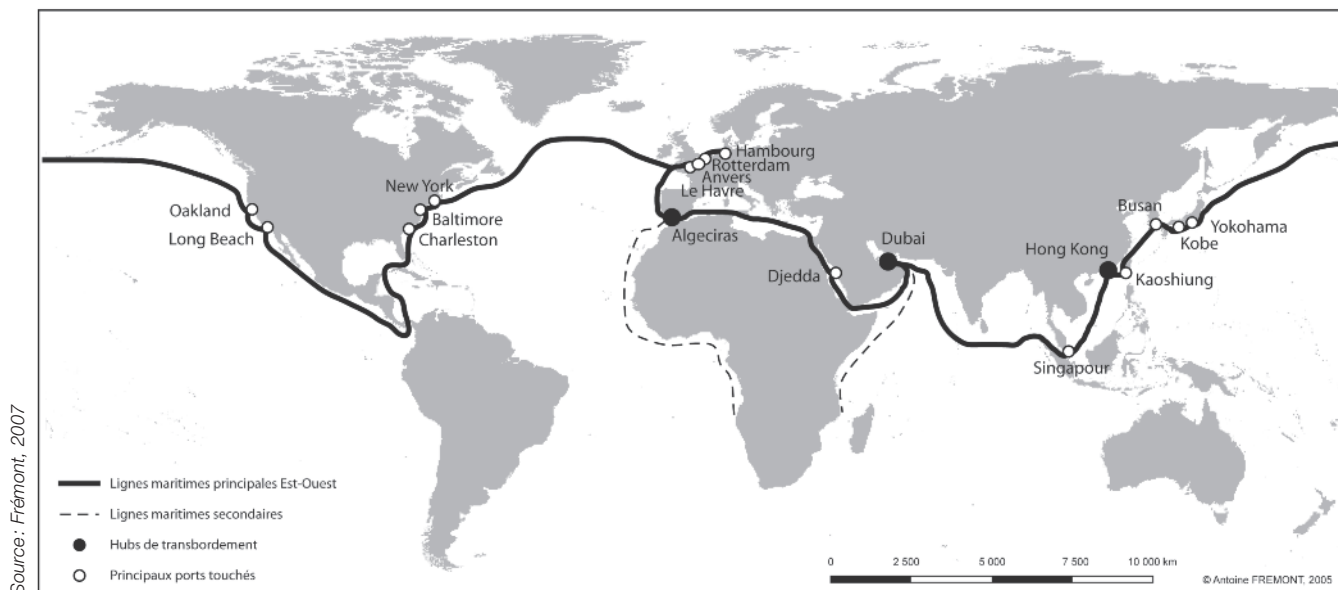 Hambourg
Rotterdam
Anvers
Le Havre
New York
Oakland
Baltimore
Long Beach
Charleston
Algeciras
Busan
Yokohama
Kobe
Dubai
Hong Kong
Djedda
Kaoshiung
Singapour
Lignes maritimes principales Est-Ouest
Lignes maritimes secondaires
Hubs de transbordement
Principaux ports touchés
0 2 500 5 000 7 500 10 000 km
© Antoine FREMONT, 2005
Source: Frémont, 2007